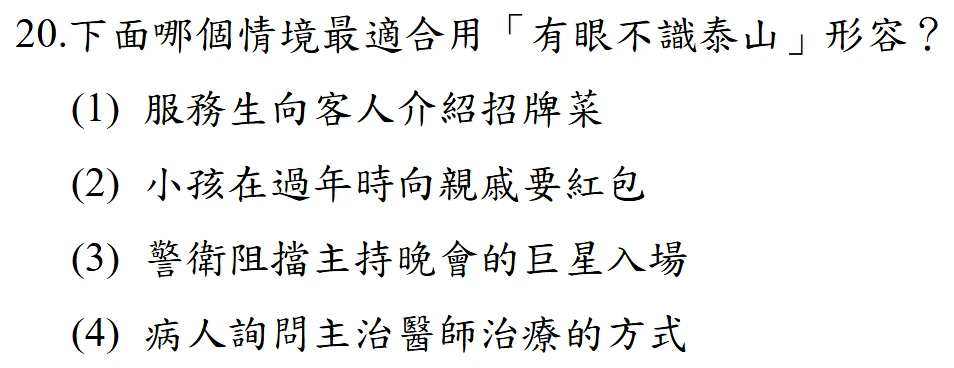 20.下面哪個情境最適合用「有眼不識泰山」形容？
(1) 服務生向客人介紹招牌菜
(2) 小孩在過年時向親戚要紅包
(3) 警衛阻擋主持晚會的巨星入場
(4) 病人詢問主治醫師治療的方式